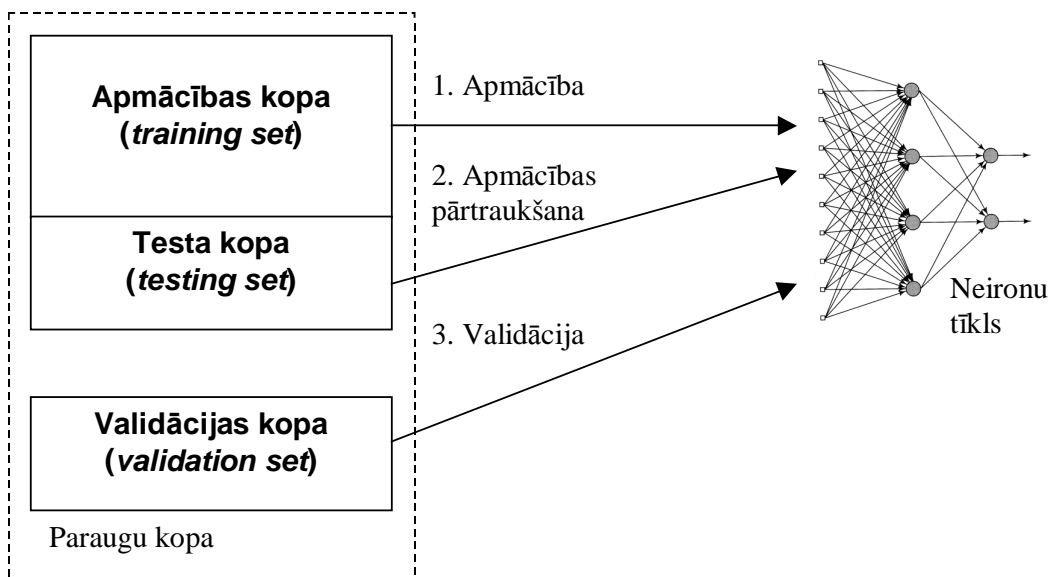 Apmācības kopa
(training set)
Testa kopa
(testing set)
Validācijas kopa
(validation set)
Paraugu kopa
1. Apmācība
2. Apmācības
pārtraukšana
3. Validācija
Neironu
tīkls